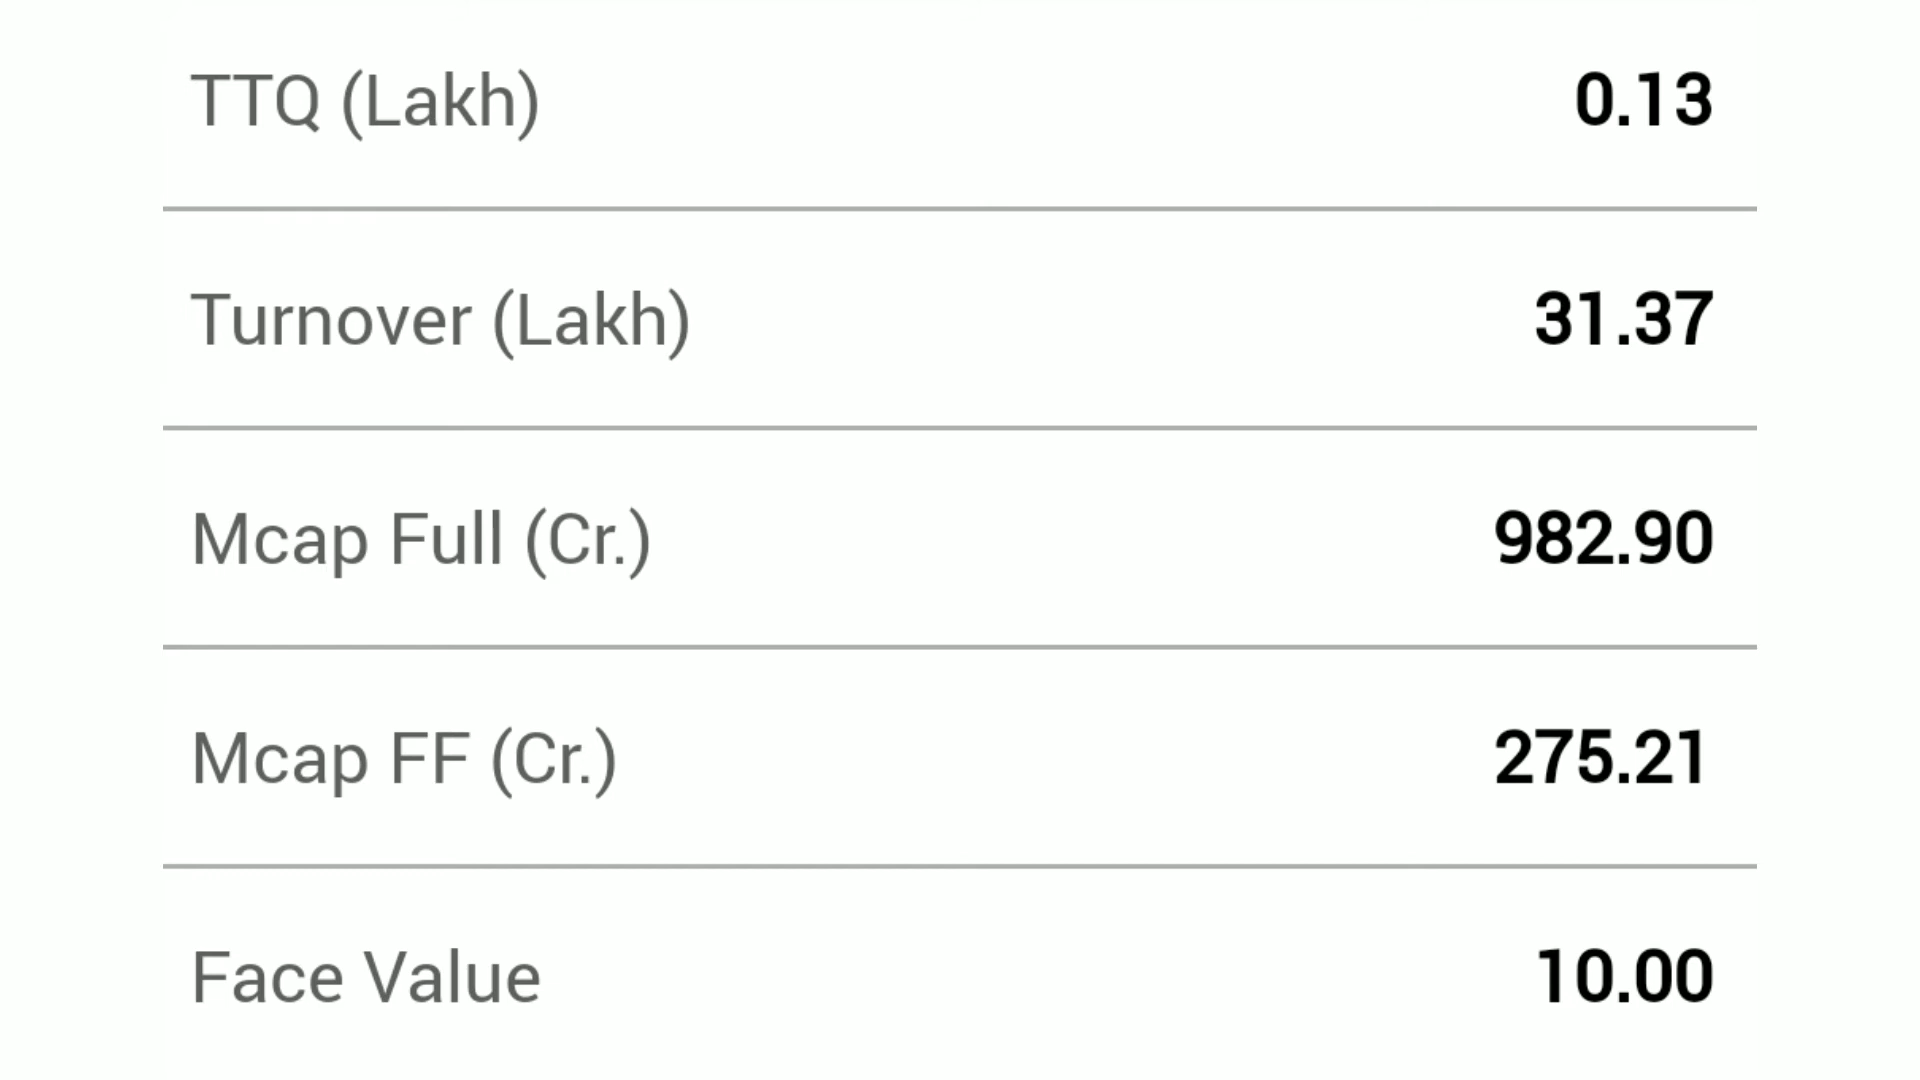 TTQ (Lakh) 0.13
Turnover (Lakh) 31.37
Mcap Full (Cr.) 982.90
Mcap FF (Cr.) 275.21
Face Value 10.00